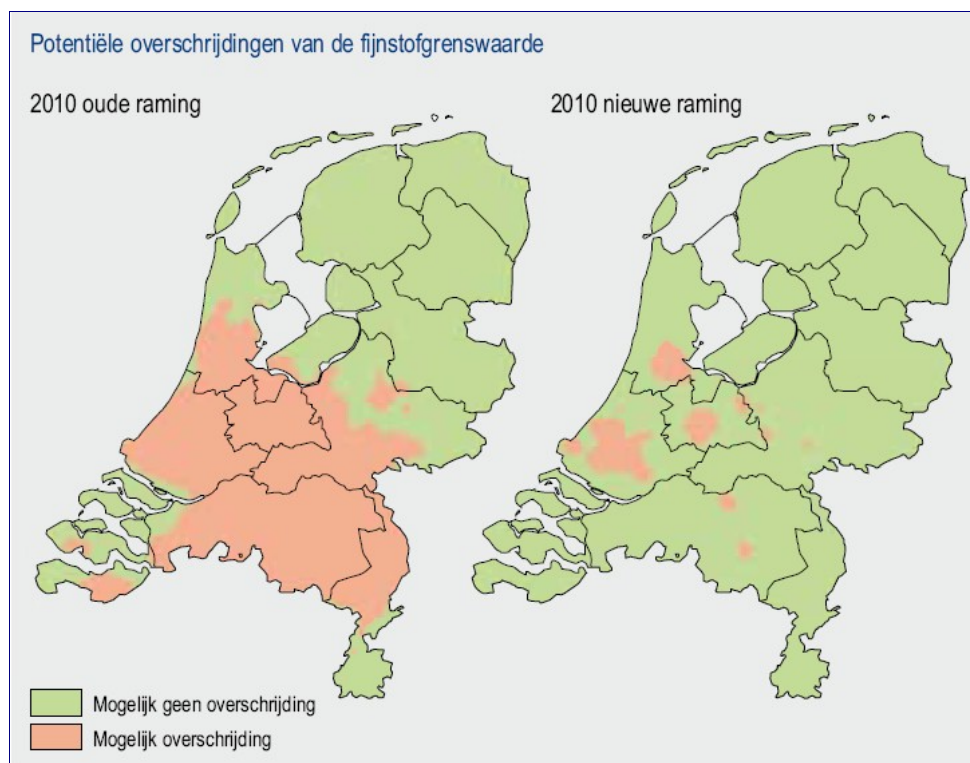 Potentiële overschrijdingen van de fijnstofgrenswaarde
2010 oude raming
2010 nieuwe raming
Mogelijk geen overschrijding
Mogelijk overschrijding